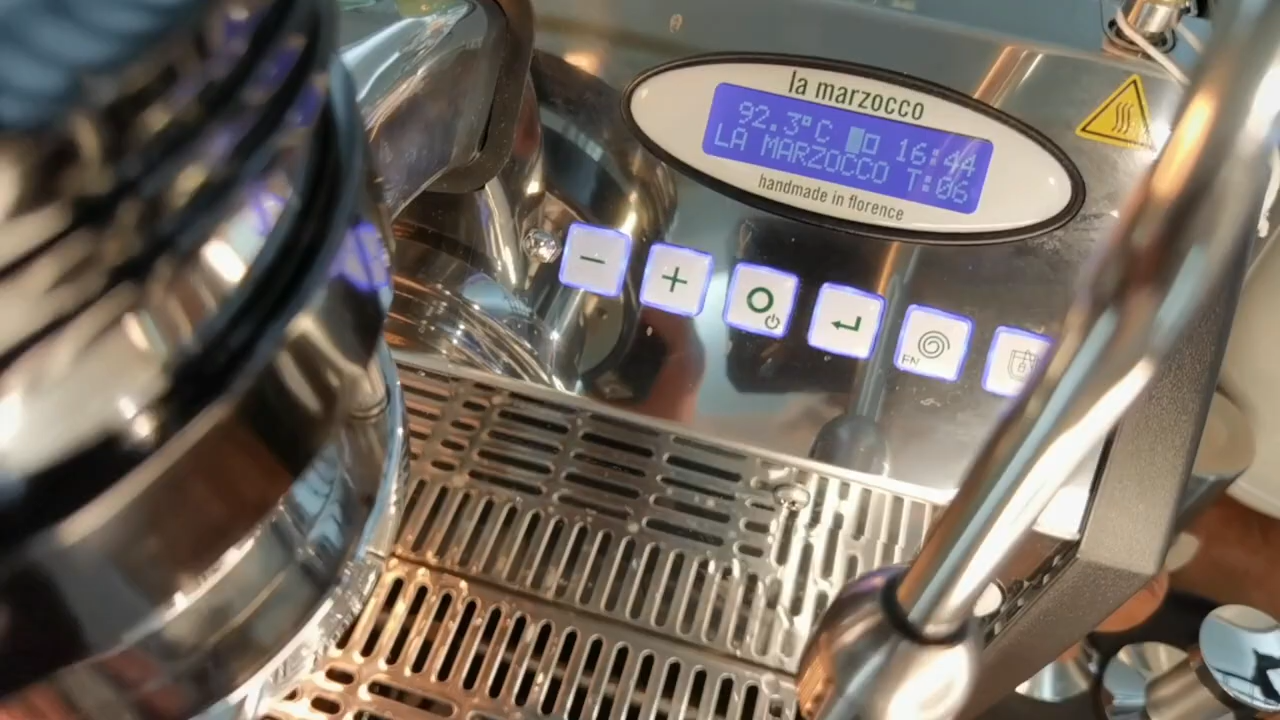 la marzocco
92.3°C 16:44
LA MARZOCCO T:06
handmade in florence
FN